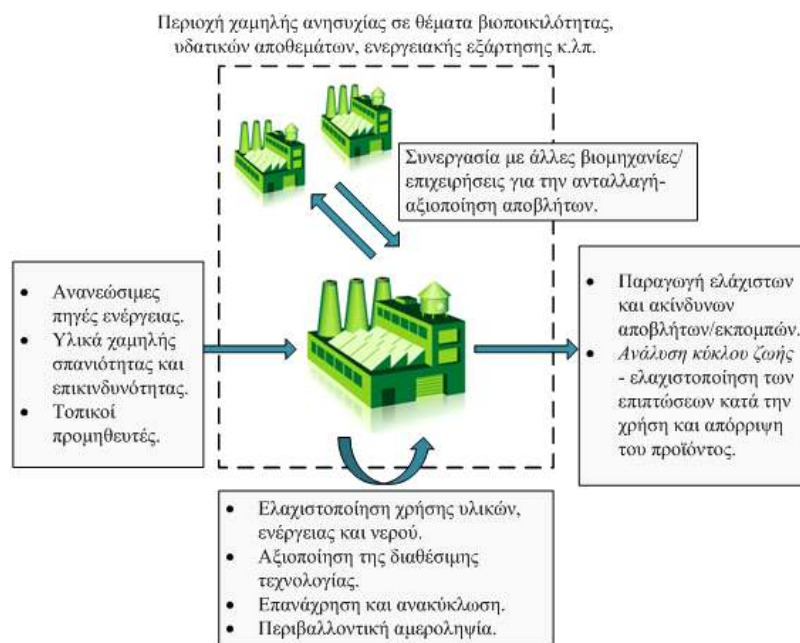 Περιοχή χαμηλής ανησυχίας σε θέματα βιοποικιλότητας,
υδατικών αποθεμάτων, ενεργειακής εξάρτησης κ.λπ.
Συνεργασία με άλλες βιομηχανίες/
επιχειρήσεις για την ανταλλαγή-
αξιοποίηση αποβλήτων.
• Ανανεώσιμες
πηγές ενέργειας.
• Υλικά χαμηλής
σπανιότητας και
επικινδυνότητας.
• Τοπικοί
προμηθευτές.
• Παραγωγή ελάχιστων
και ακίνδυνων
αποβλήτων/εκπομπών.
• Ανάλυση κύκλου ζωής
- ελαχιστοποίηση των
επιπτώσεων κατά την
χρήση και απόρριψη
του προϊόντος.
• Ελαχιστοποίηση χρήσης υλικών,
ενέργειας και νερού.
• Αξιοποίηση της διαθέσιμης
τεχνολογίας.
• Επανάχρηση και ανακύκλωση.
• Περιβαλλοντική αμεροληψία.